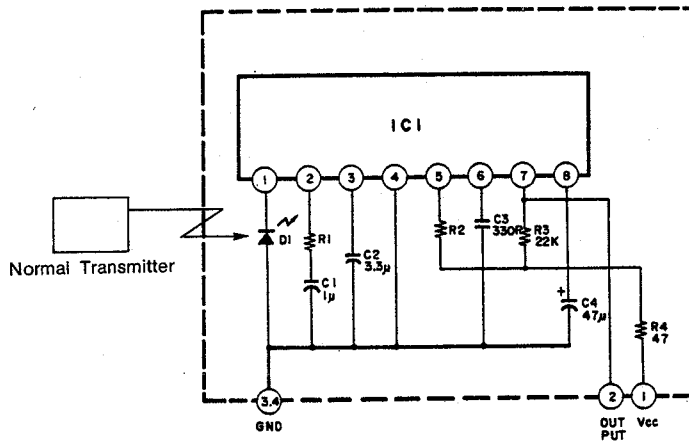 IC1
1
2
3
4
5
6
7
8
Normal Transmitter
D1
R1
C1
1µ
C2
3.3µ
R2
C3
330P
R3
22K
+
C4
47µ
R4
47
3.4
GND
2
1
OUT
PUT
Vcc